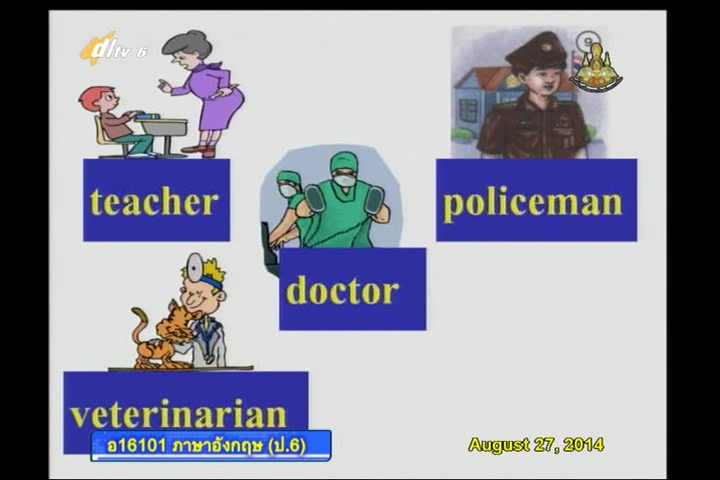 dltv-6
๙
teacher
policeman
doctor
veterinarian
อ16101 ภาษาอังกฤษ (ป.6)
August 27, 2014